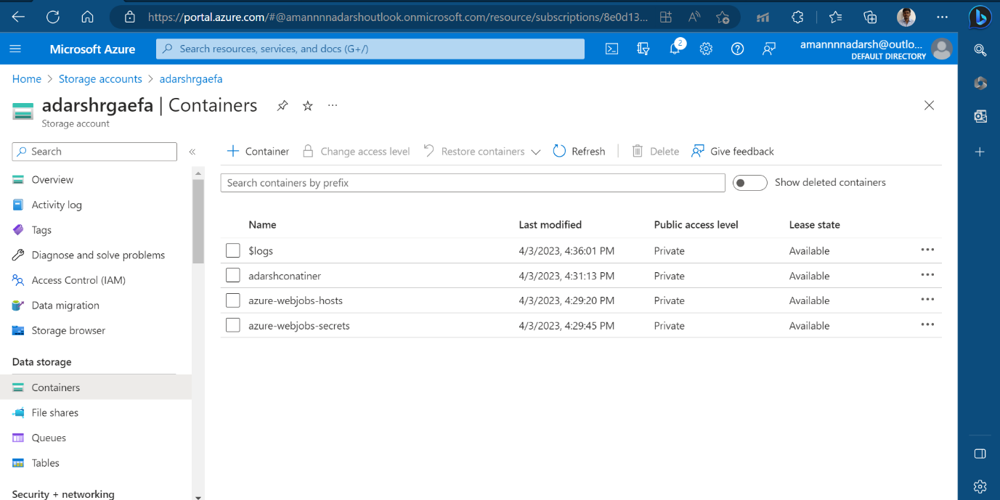 https://portal.azure.com/#@amannnnadarshoutlook.onmicrosoft.com/resource/subscriptions/8e0d13...
Microsoft Azure
Search resources, services, and docs (G+/)
2
amannnnadarsh@outlo...
DEFAULT DIRECTORY
Home > Storage accounts > adarshrgaefa
adarshrgaefa | Containers
Storage account
Search
+ Container Change access level Restore containers Refresh Delete Give feedback
Search containers by prefix
Show deleted containers
Overview
Activity log
Tags
Diagnose and solve problems
Access Control (IAM)
Data migration
Storage browser
Data storage
Containers
File shares
Queues
Tables
Security + networking
Name Last modified Public access level Lease state
$logs 4/3/2023, 4:36:01 PM Private Available
adarshconatiner 4/3/2023, 4:31:13 PM Private Available
azure-webjobs-hosts 4/3/2023, 4:29:20 PM Private Available
azure-webjobs-secrets 4/3/2023, 4:29:45 PM Private Available